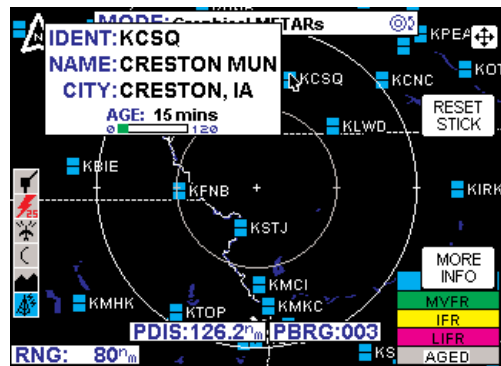 MODE: Graphical METARs
IDENT: KCSQ
NAME: CRESTON MUN
CITY: CRESTON, IA
AGE: 15 mins
0 120
KPEA
KCSQ
KCNC
RESET
STICK
KLWD
KBIE
KFNB
KIRK
25
KSTJ
MORE
INFO
KMCI
KMHK
KTOP
KMKC
MVFR
IFR
LIFR
AGED
PDIS:126.2nm PBRG:003
RNG: 80nm
KS